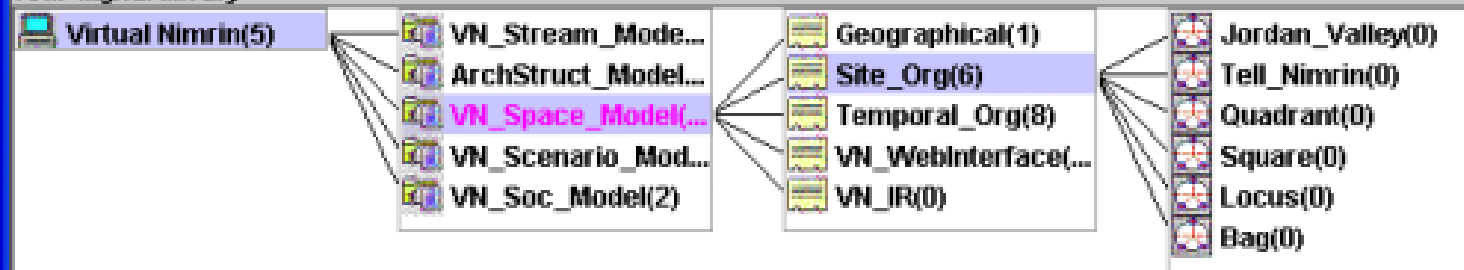 Virtual Nimrin(5)
VN_Stream_Mode...
ArchStruct_Model...
VN_Space_Model(...
VN_Scenario_Mod...
VN_Soc_Model(2)
Geographical(1)
Site_Org(6)
Temporal_Org(8)
VN_WebInterface(...
VN_IR(0)
Jordan_Valley(0)
Tell_Nimrin(0)
Quadrant(0)
Square(0)
Locus(0)
Bag(0)